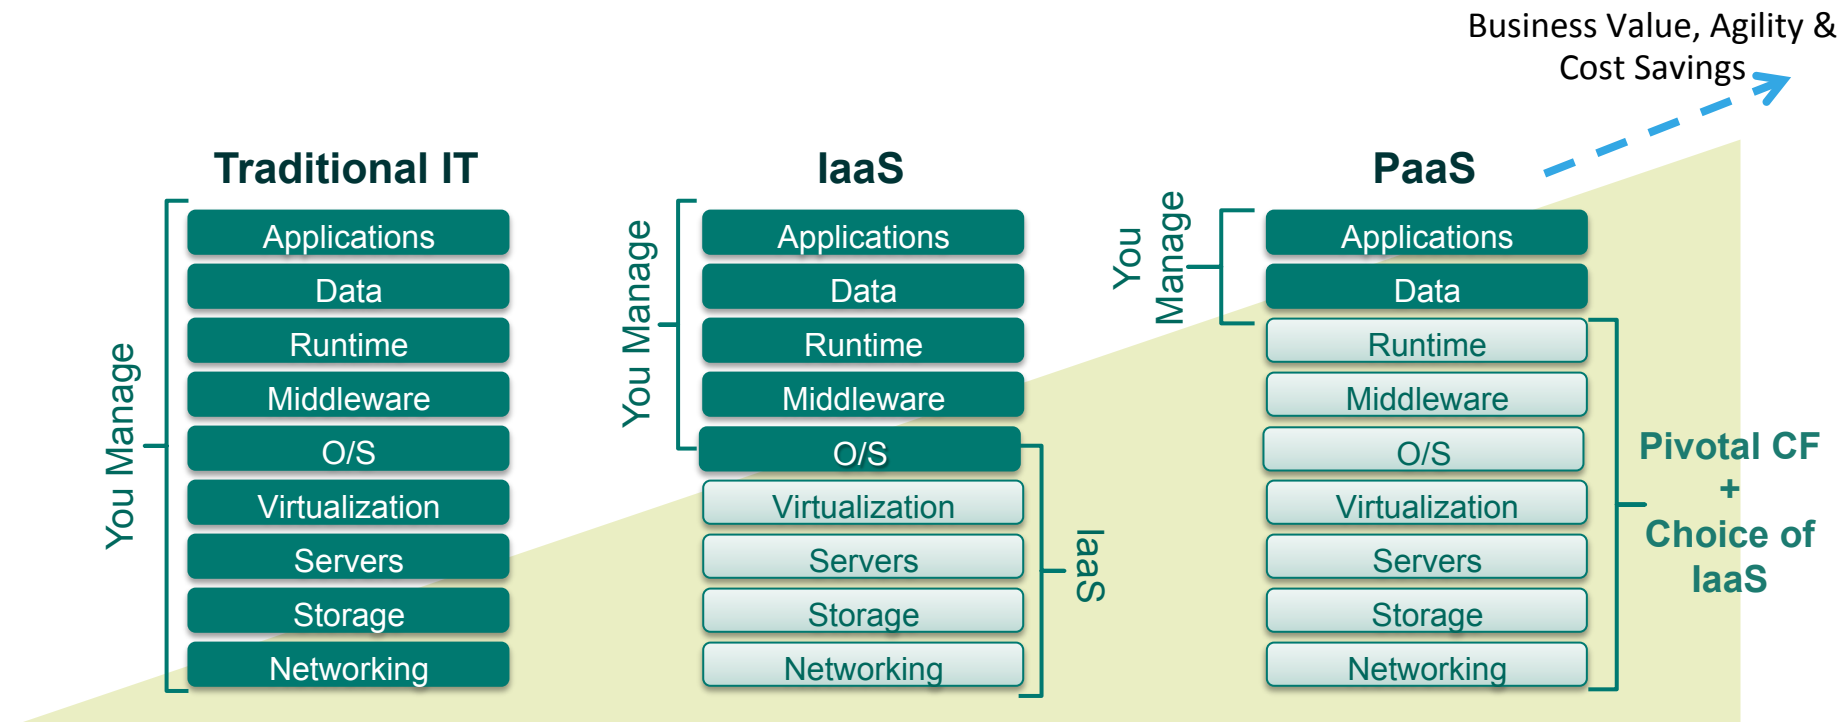 Business Value, Agility &
Cost Savings
Traditional IT
You Manage
Applications
Data
Runtime
Middleware
O/S
Virtualization
Servers
Storage
Networking
IaaS
You Manage
Applications
Data
Runtime
Middleware
O/S
Virtualization
Servers
Storage
Networking
IaaS
PaaS
You
Manage
Applications
Data
Runtime
Middleware
O/S
Virtualization
Servers
Storage
Networking
Pivotal CF
+
Choice of
IaaS